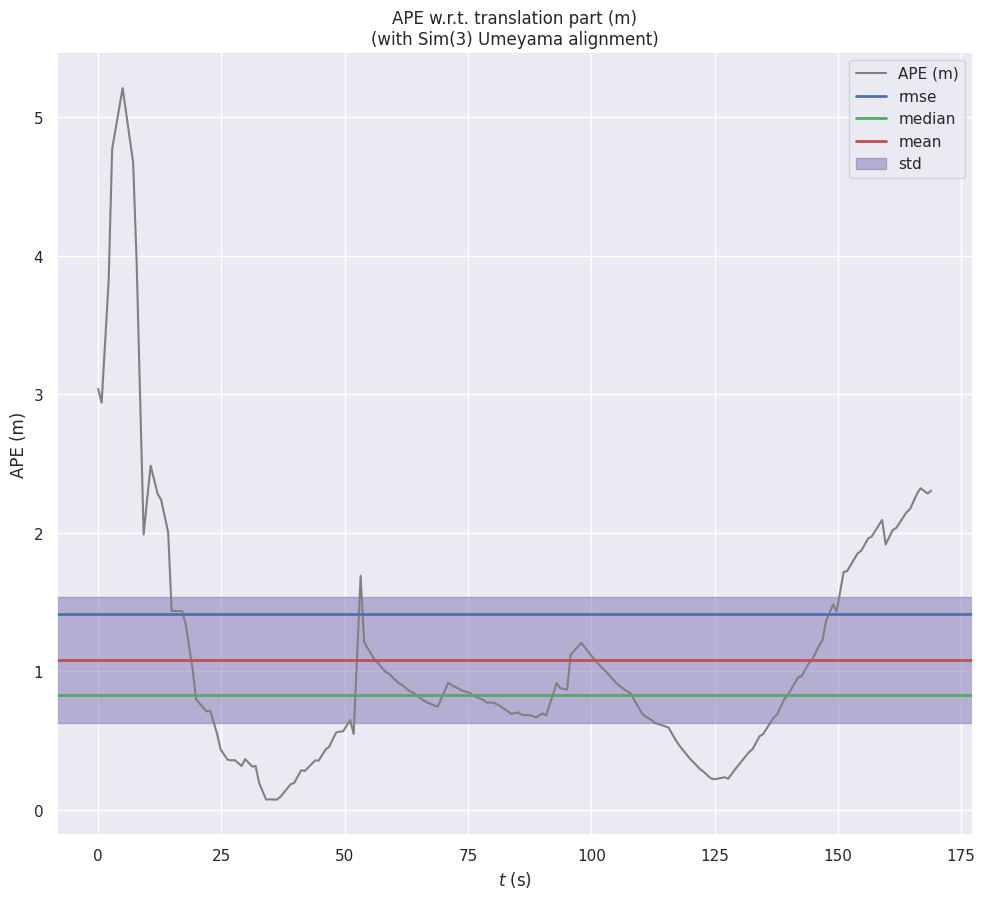 APE w.r.t. translation part (m)
(with Sim(3) Umeyama alignment)
APE (m)
rmse
median
mean
std
APE (m)
5
4
3
2
1
0
0 25 50 75 100 125 150 175
t (s)